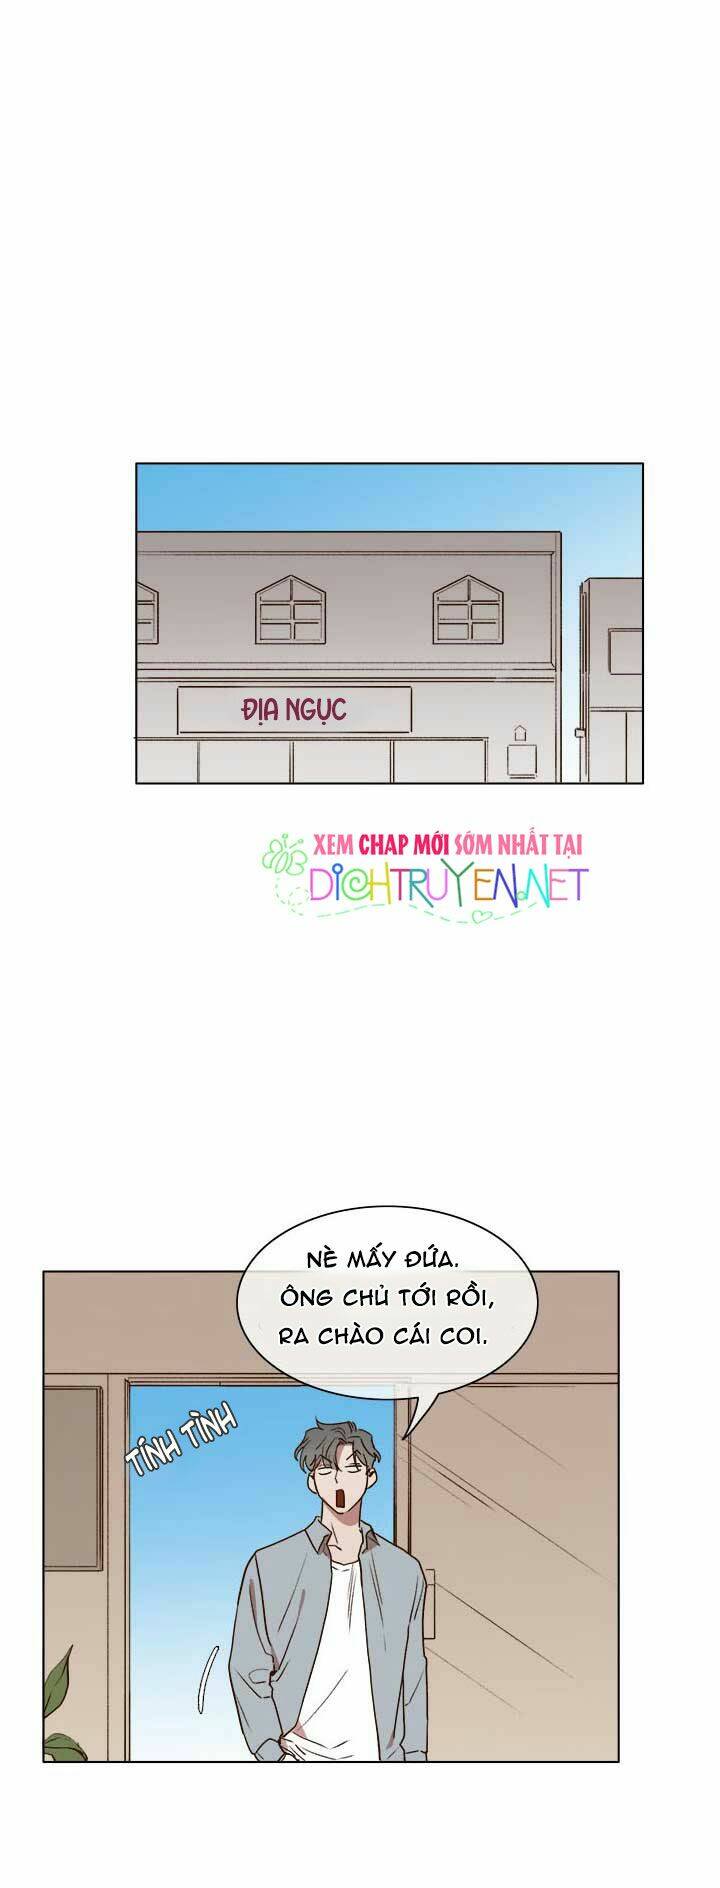 ĐỊA NGỤC
XEM CHAP MỚI SỚM NHẤT TẠI
DICHTRUYEN.NET
NÈ MẤY ĐỨA.
ÔNG CHỦ TỚI RỒI,
RA CHÀO CÁI COI.
TÍNH TÌNH